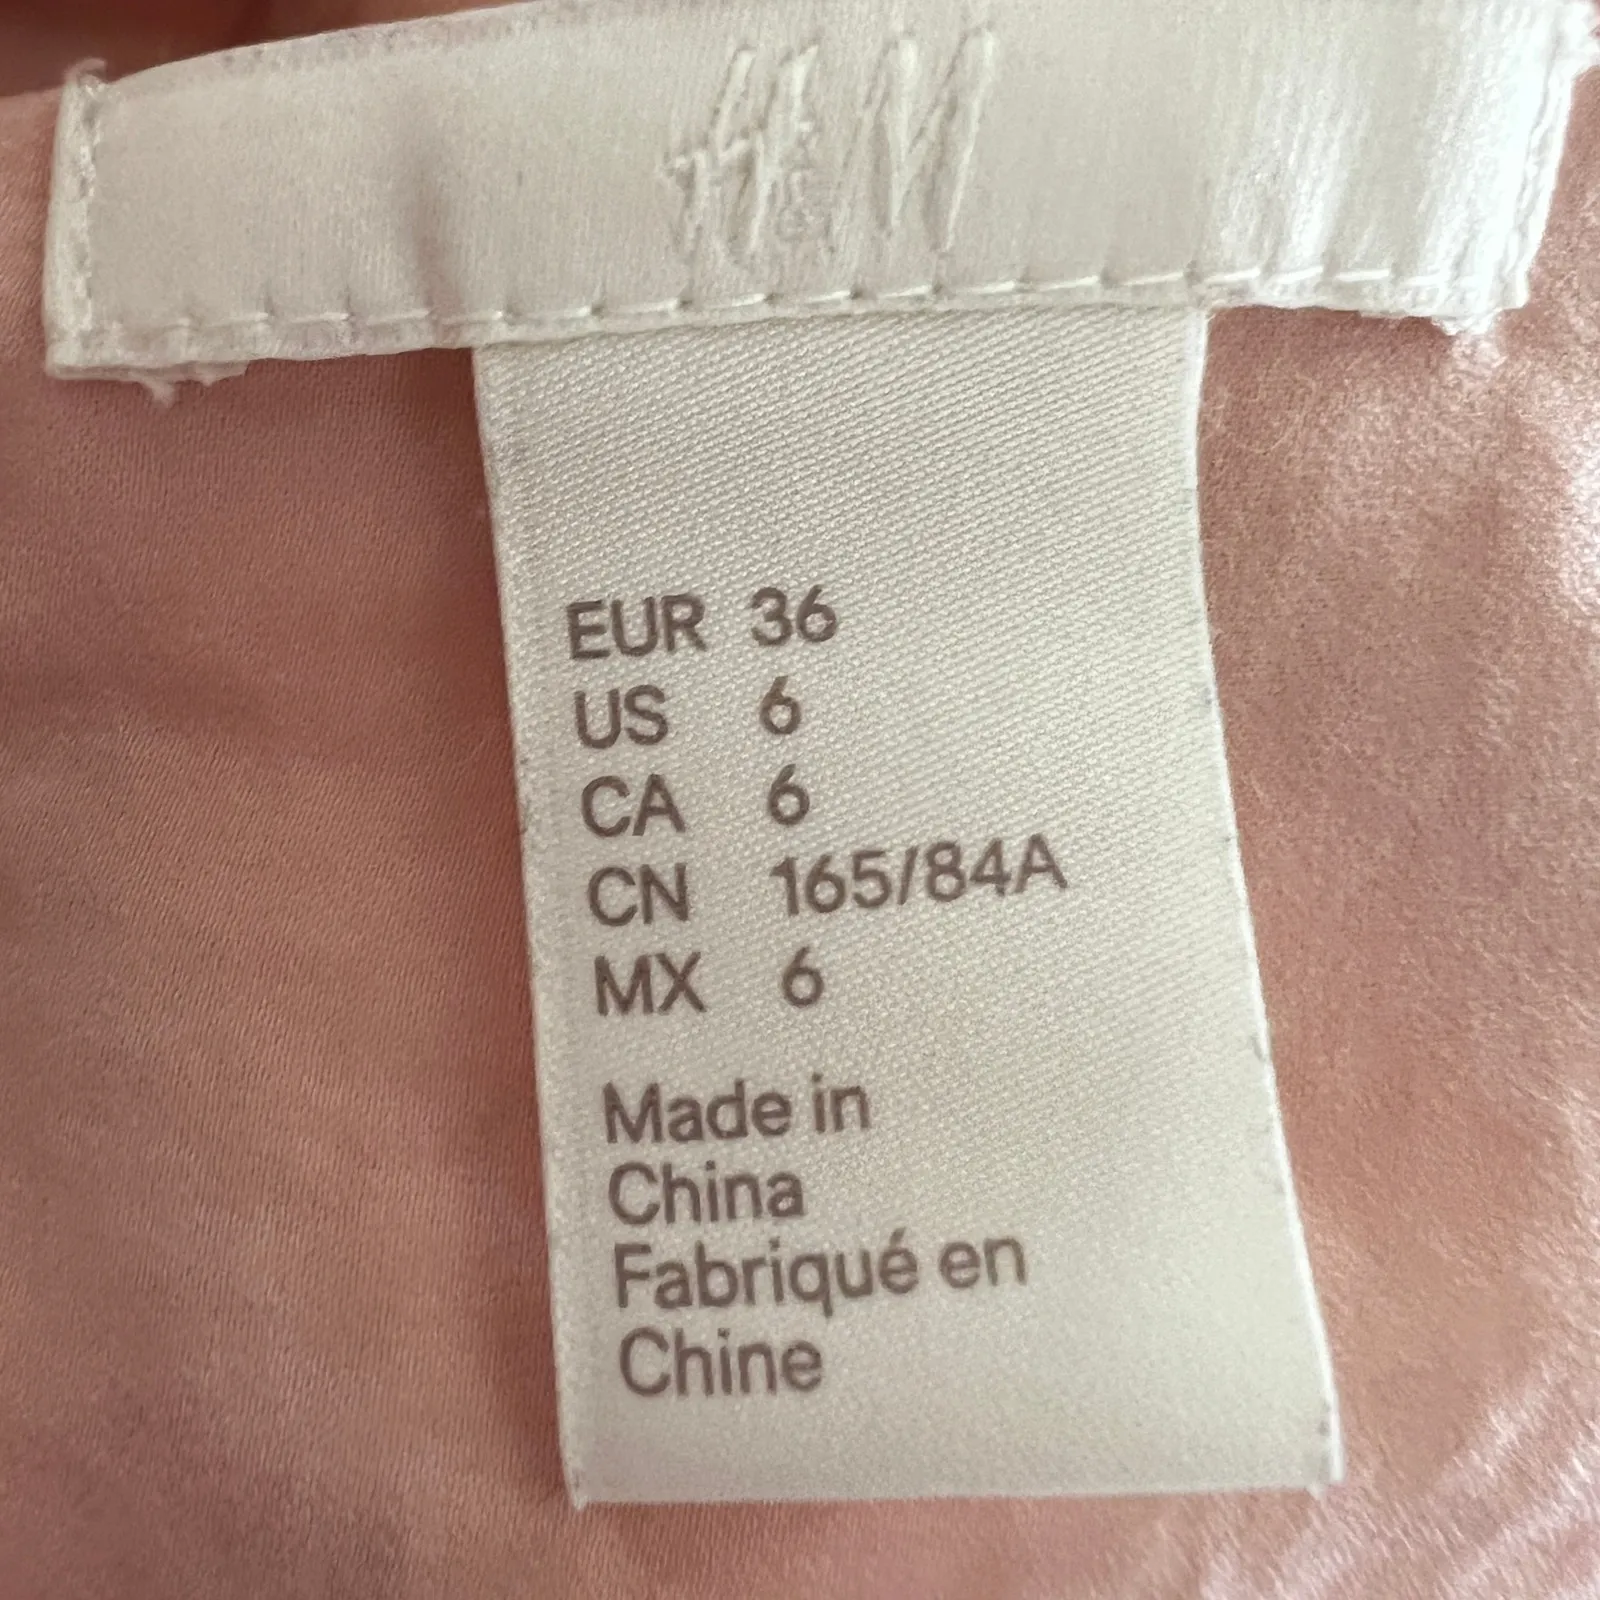 H&M
EUR 36
US 6
CA 6
CN 165/84A
MX 6
Made in
China
Fabriqué en
Chine